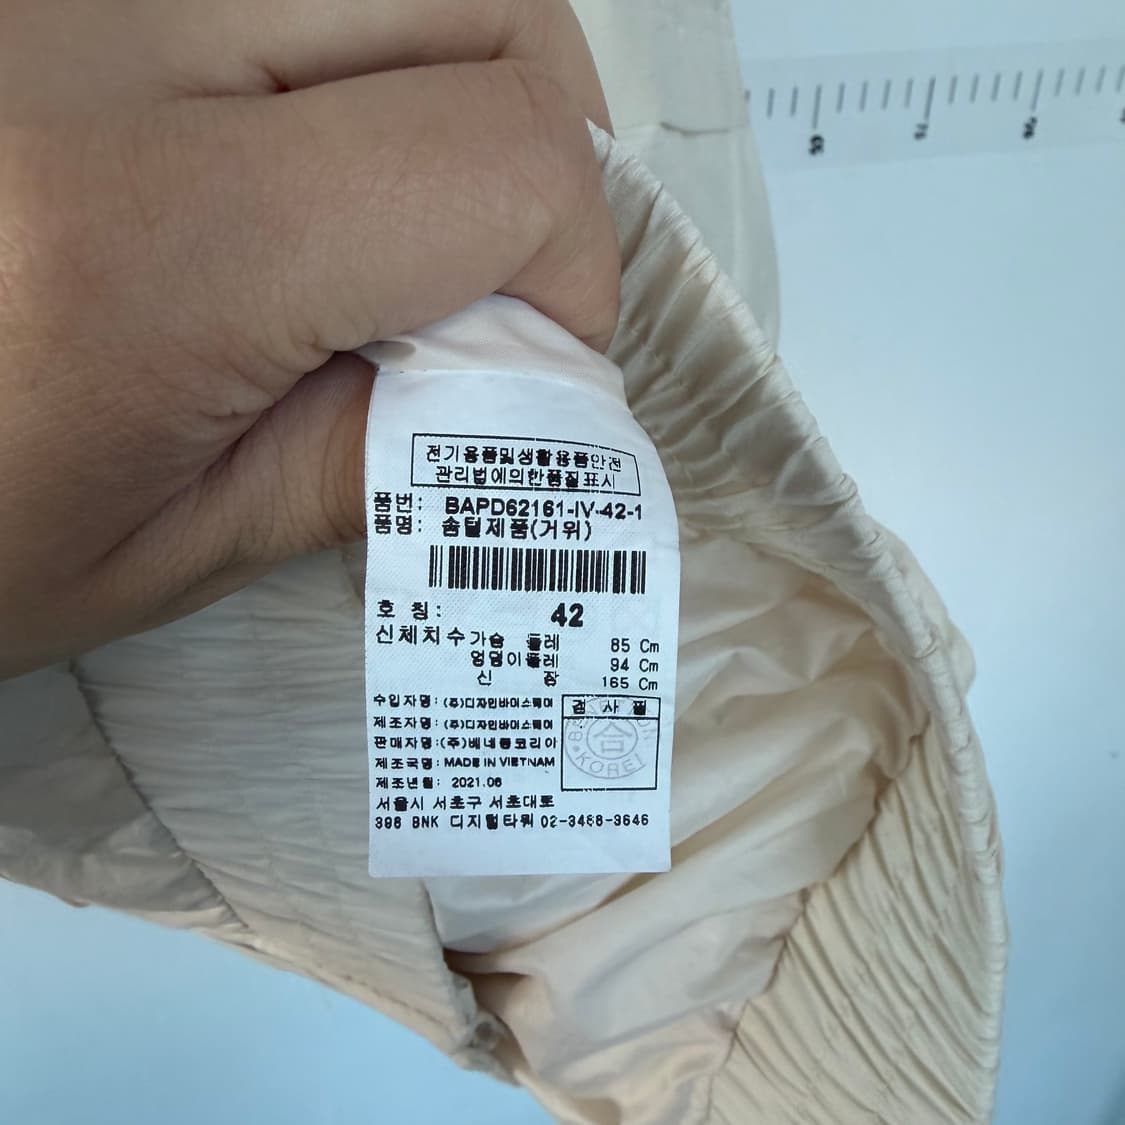 전기용품및생활용품안전
관리법에의한품질표시
품번: BAPD62161-IV-42-1
품명: 솜털제품(거위)
호 칭: 42
신체치수 가슴 둘레 85 Cm
엉덩이둘레 94 Cm
신 장 165 Cm
수입자명: (주)디자인바이스퀘어
제조자명: (주)디자인바이스퀘어
판매자명: (주)베네통코리아
제조국명: MADE IN VIETNAM
제조년월: 2021.06
서울시 서초구 서초대로
398 BNK 디지털타워 02-3468-3646
검 사 필
合
KOREA
65